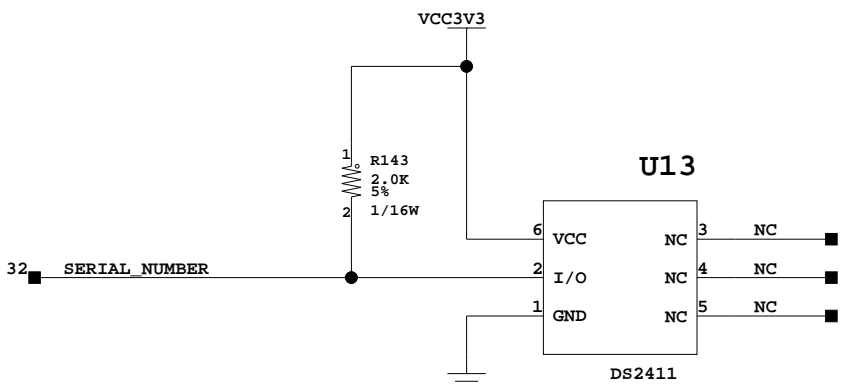 VCC3V3
1
R143
2.0K
5%
2
1/16W
U13
6 VCC NC 3 NC
32 SERIAL_NUMBER 2 I/O NC 4 NC
1 GND NC 5 NC
DS2411